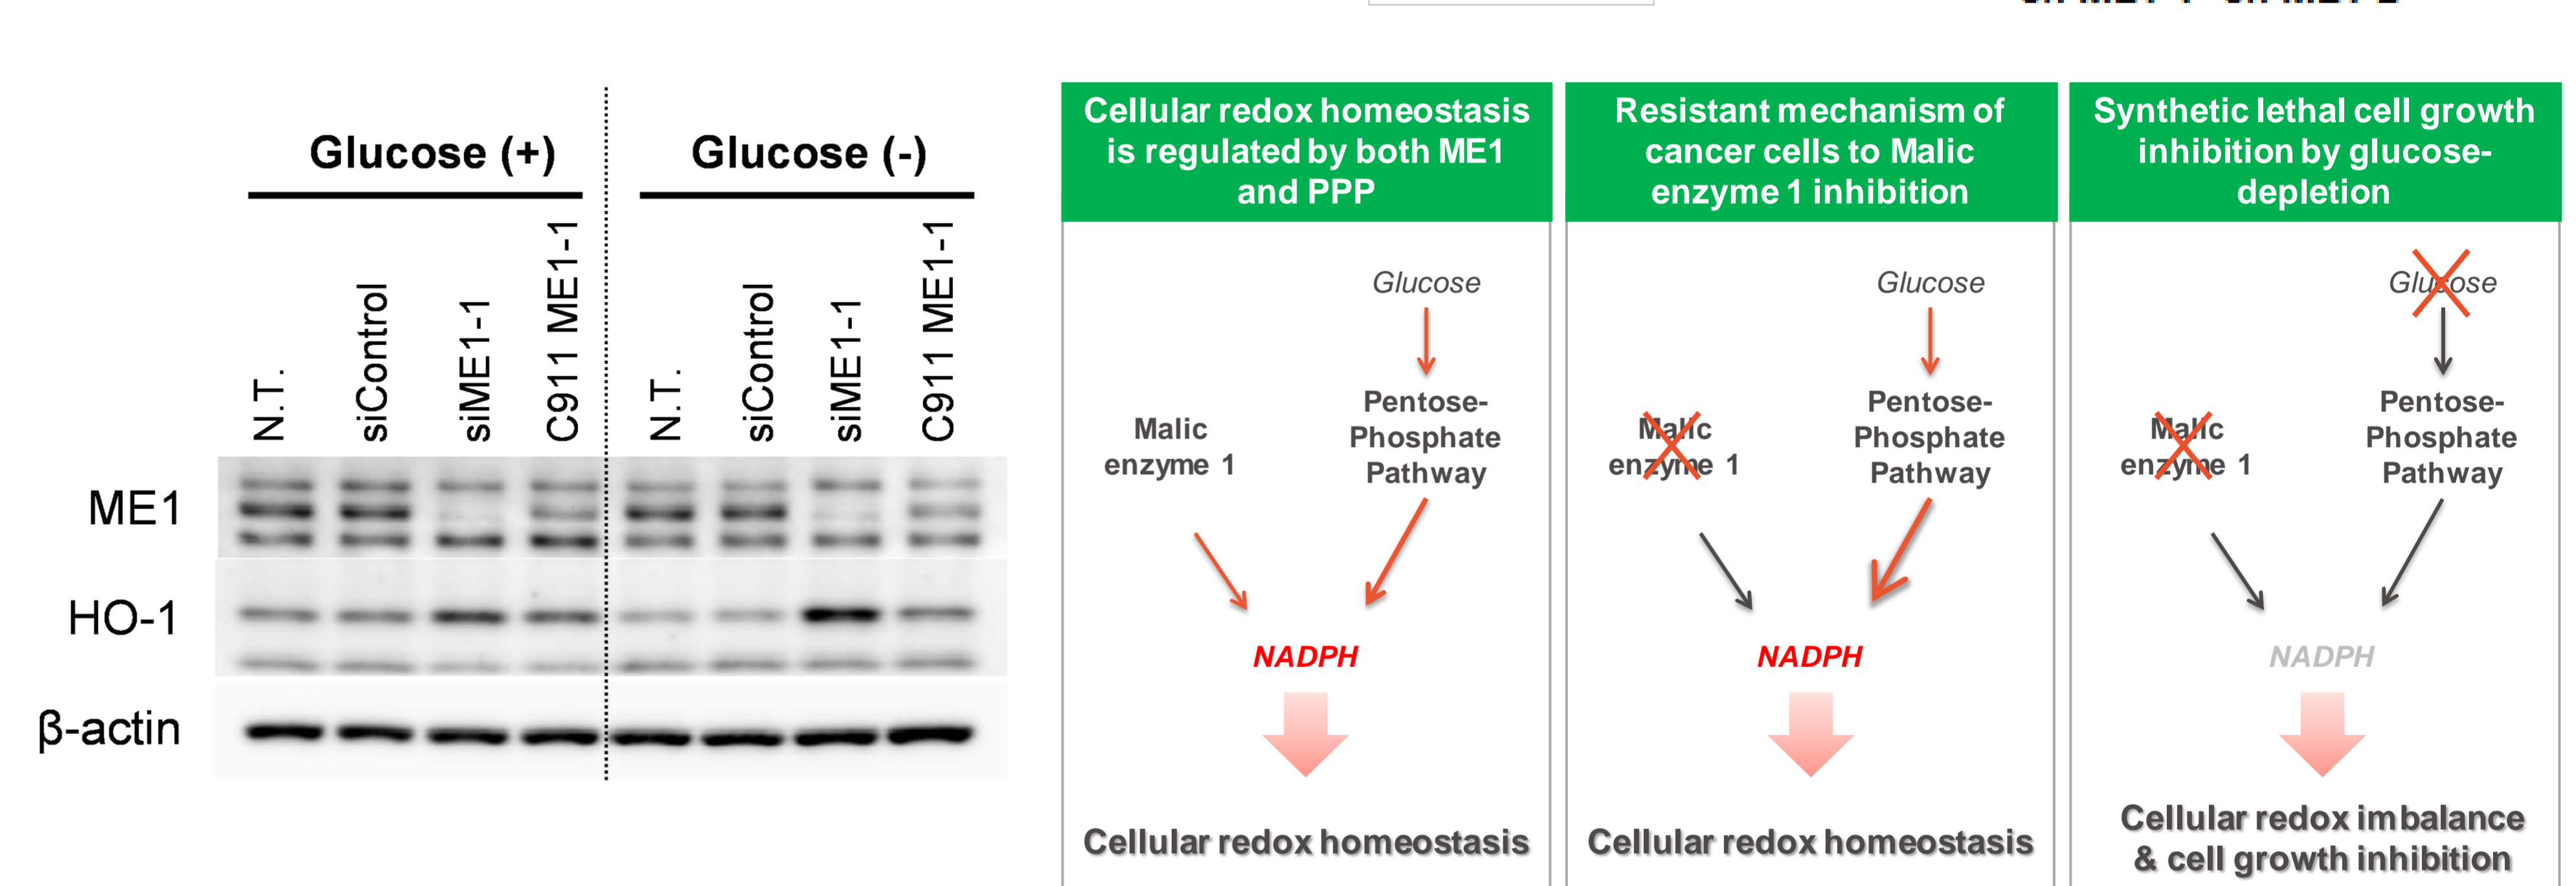 Glucose (+)
Glucose (-)
N.T.
siControl
siME1-1
C911 ME1-1
N.T.
siControl
siME1-1
C911 ME1-1
ME1
HO-1
β-actin
Cellular redox homeostasis
is regulated by both ME1
and PPP
Glucose
Pentose-
Phosphate
Pathway
Malic
enzyme 1
NADPH
Cellular redox homeostasis
Resistant mechanism of
cancer cells to Malic
enzyme 1 inhibition
Glucose
Pentose-
Phosphate
Pathway
Malic
enzyme 1
NADPH
Cellular redox homeostasis
Synthetic lethal cell growth
inhibition by glucose-
depletion
Glucose
Pentose-
Phosphate
Pathway
Malic
enzyme 1
NADPH
Cellular redox imbalance
& cell growth inhibition